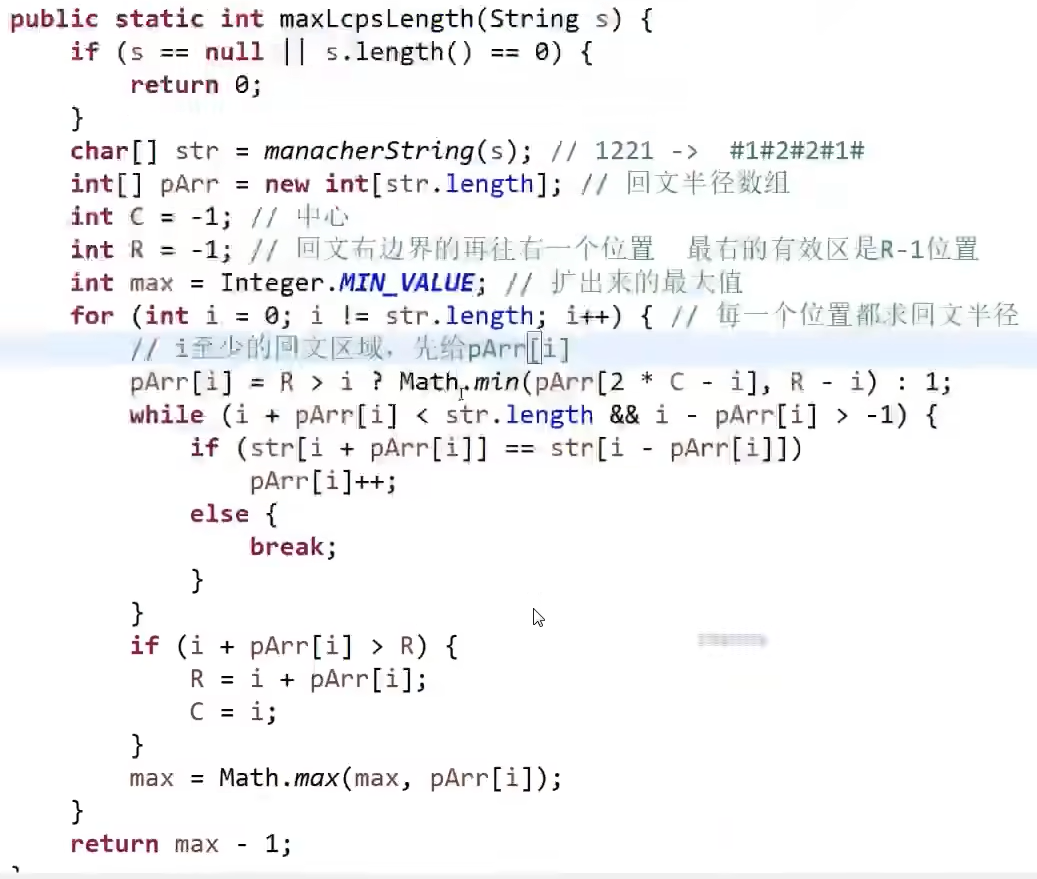 public static int maxLcpsLength(String s) {
    if (s == null || s.length() == 0) {
        return 0;
    }
    char[] str = manacherString(s); // 1221 ->  #1#2#2#1#
    int[] pArr = new int[str.length]; // 回文半径数组
    int C = -1; // 中心
    int R = -1; // 回文右边界的再往右一个位置  最右的有效区是R-1位置
    int max = Integer.MIN_VALUE; // 扩出来的最大值
    for (int i = 0; i != str.length; i++) { // 每一个位置都求回文半径
        // i至少的回文区域，先给pArr[i]
        pArr[i] = R > i ? Math.min(pArr[2 * C - i], R - i) : 1;
        while (i + pArr[i] < str.length && i - pArr[i] > -1) {
            if (str[i + pArr[i]] == str[i - pArr[i]])
                pArr[i]++;
            else {
                break;
            }
        }
        if (i + pArr[i] > R) {
            R = i + pArr[i];
            C = i;
        }
        max = Math.max(max, pArr[i]);
    }
    return max - 1;